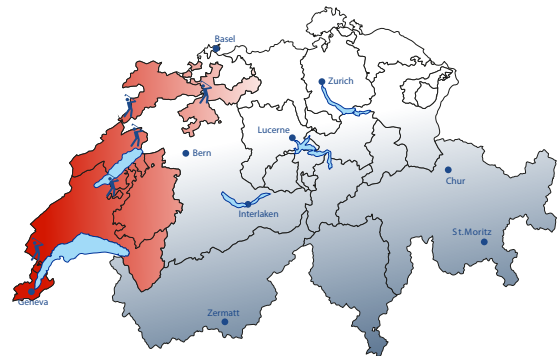 Basel
Zurich
Lucerne
Bern
Chur
Interlaken
St.Moritz
Geneva
Zermatt